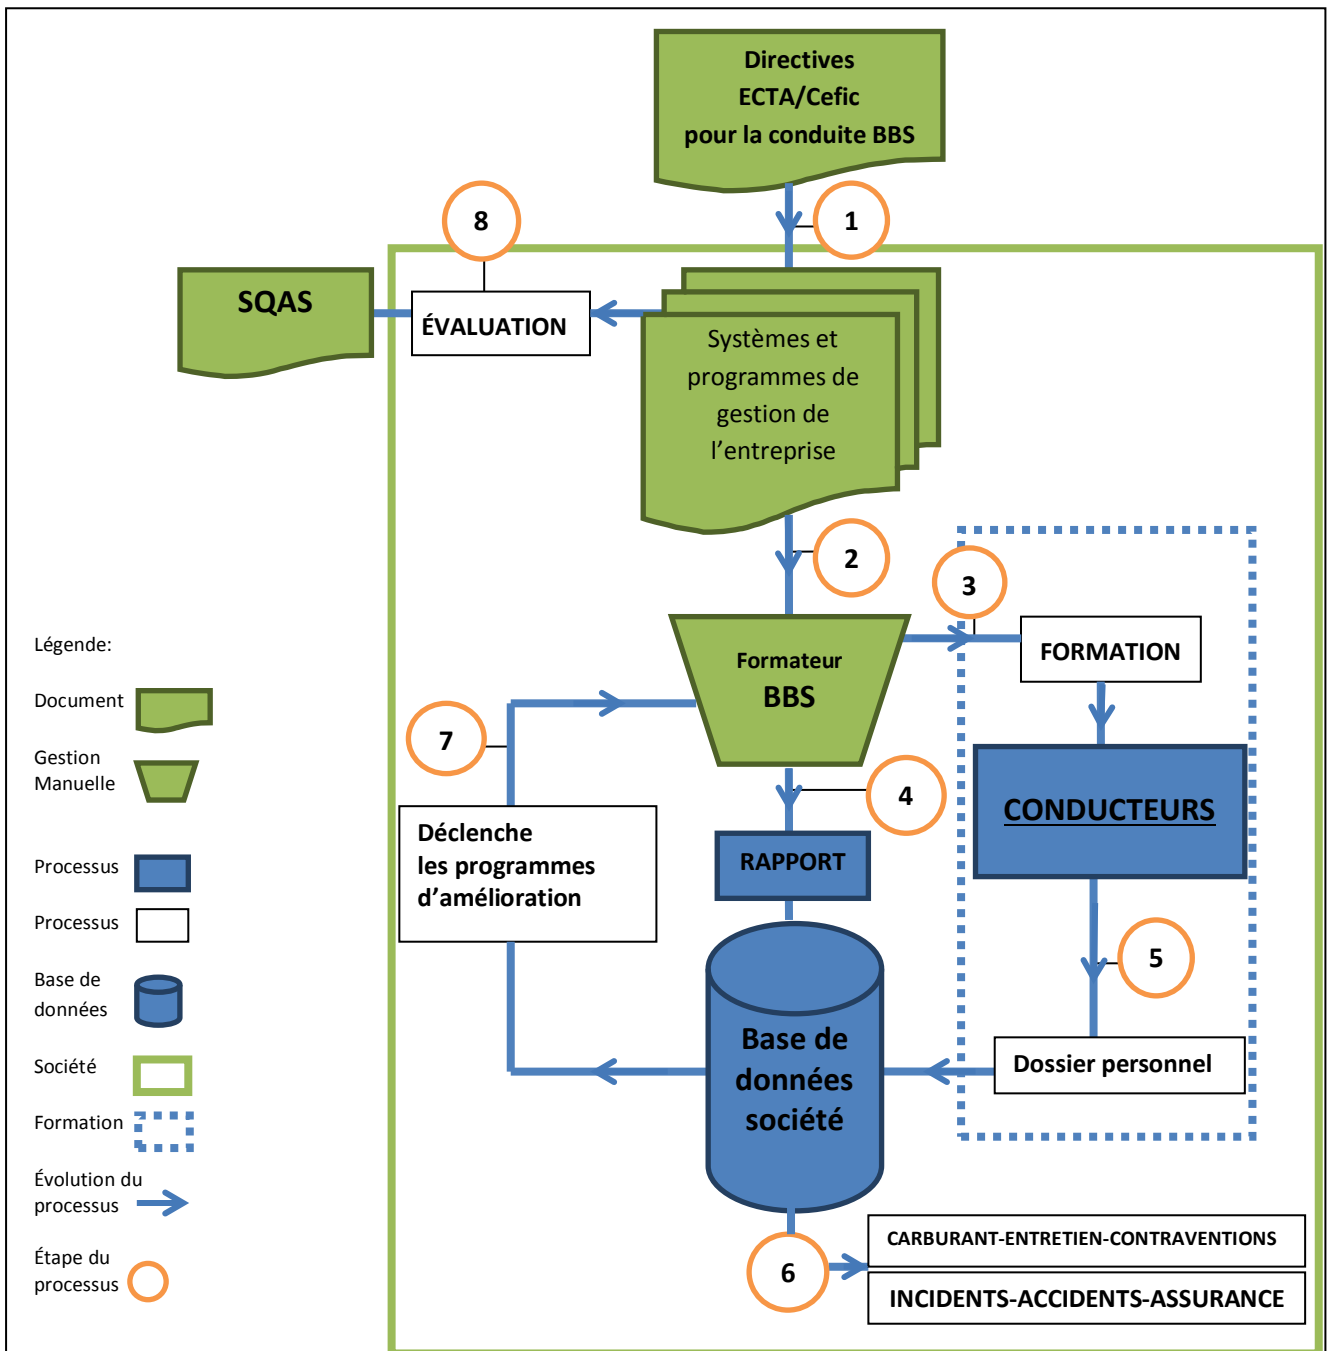 Directives
ECTA/Cefic
pour la conduite BBS
8
1
SQAS
ÉVALUATION
Systèmes et
programmes de
gestion de
l’entreprise
2
3
Formateur
BBS
FORMATION
7
4
CONDUCTEURS
Déclenche
les programmes
d’amélioration
RAPPORT
5
Base de
données
société
Dossier personnel
6
CARBURANT-ENTRETIEN-CONTRAVENTIONS
INCIDENTS-ACCIDENTS-ASSURANCE
Légende:
Document
Gestion
Manuelle
Processus
Processus
Base de
données
Société
Formation
Évolution du
processus
Étape du
processus